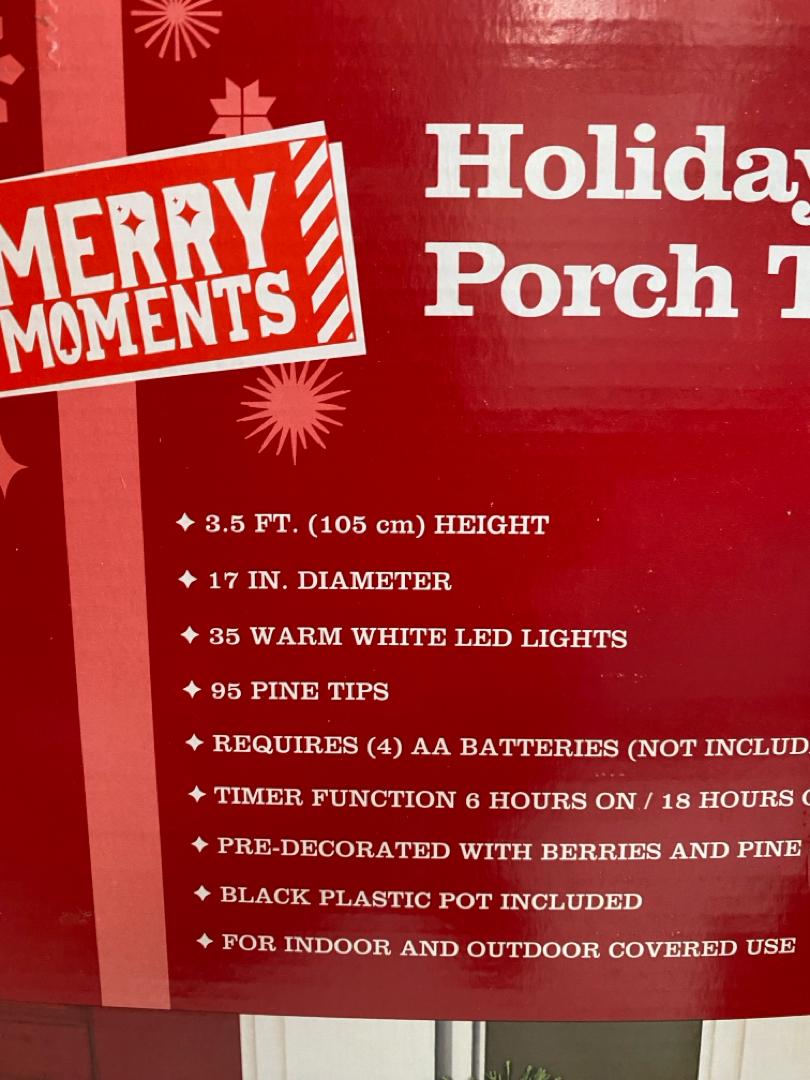 MERRY
MOMENTS
Holiday
Porch T
✦ 3.5 FT. (105 cm) HEIGHT
✦ 17 IN. DIAMETER
✦ 35 WARM WHITE LED LIGHTS
✦ 95 PINE TIPS
✦ REQUIRES (4) AA BATTERIES (NOT INCLUD
✦ TIMER FUNCTION 6 HOURS ON / 18 HOURS
✦ PRE-DECORATED WITH BERRIES AND PINE
✦ BLACK PLASTIC POT INCLUDED
✦ FOR INDOOR AND OUTDOOR COVERED USE